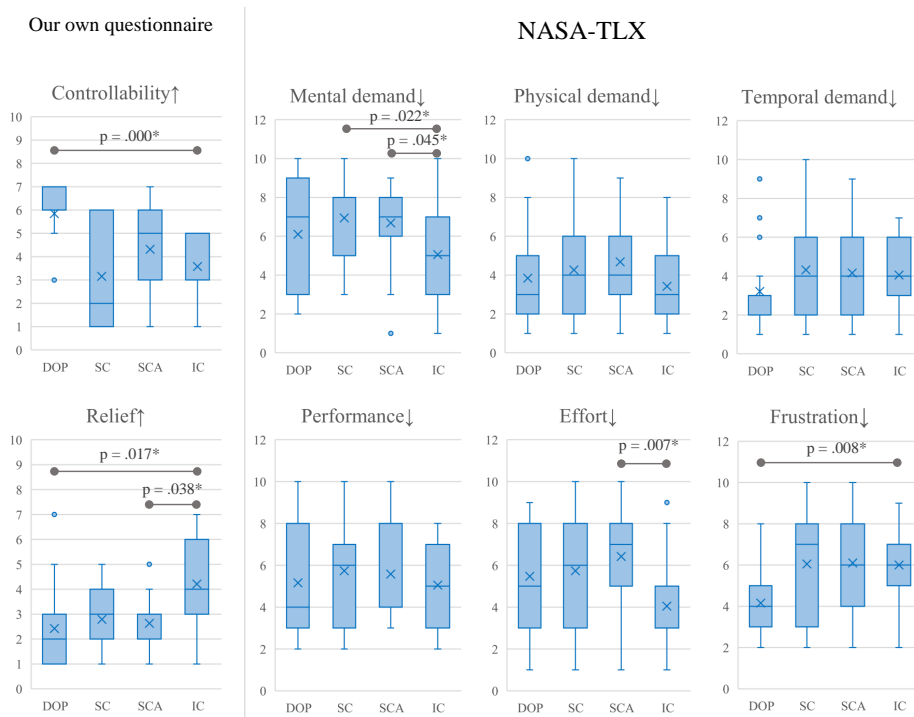 Our own questionnaire
NASA-TLX
Controllability↑
10
9
8
7
6
5
4
3
2
1
0
p = .000*
DOP SC SCA IC
Mental demand↓
12
10
8
6
4
2
0
p = .022*
p = .045*
DOP SC SCA IC
Physical demand↓
12
10
8
6
4
2
0
DOP SC SCA IC
Temporal demand↓
12
10
8
6
4
2
0
DOP SC SCA IC
Relief↑
10
9
8
7
6
5
4
3
2
1
0
p = .017*
p = .038*
DOP SC SCA IC
Performance↓
12
10
8
6
4
2
0
DOP SC SCA IC
Effort↓
12
10
8
6
4
2
0
p = .007*
DOP SC SCA IC
Frustration↓
12
10
8
6
4
2
0
p = .008*
DOP SC SCA IC